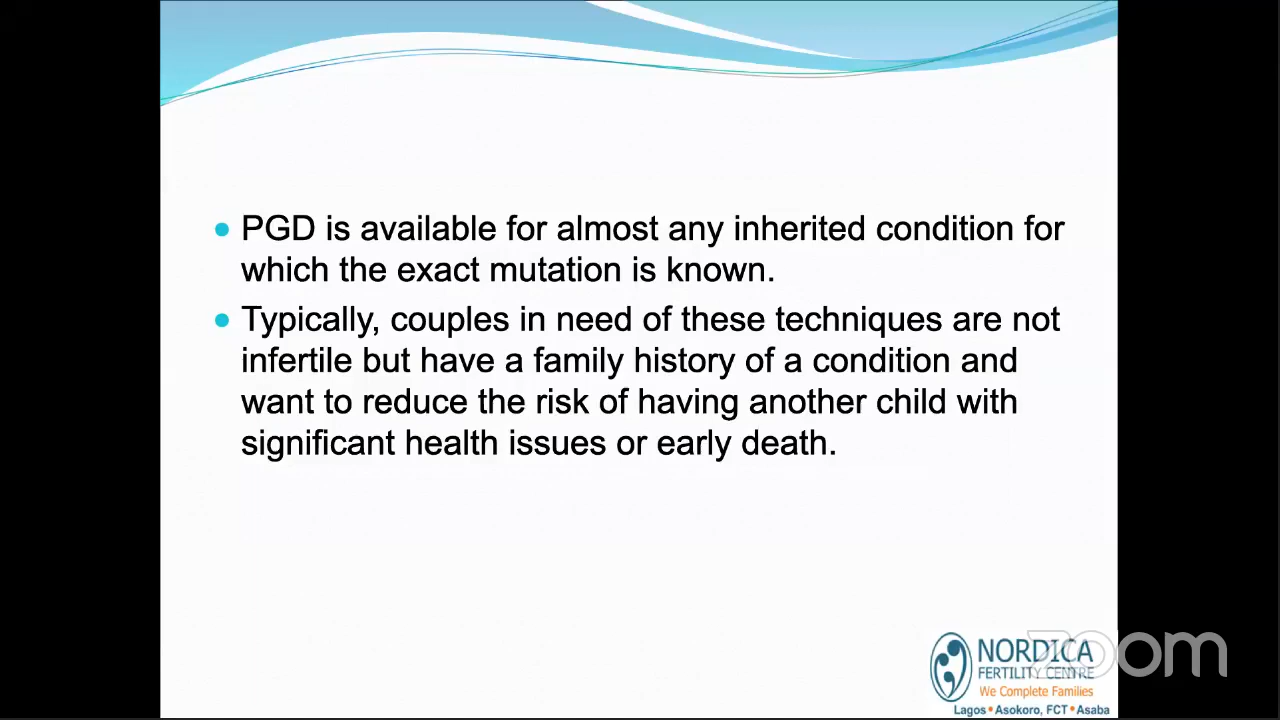 PGD is available for almost any inherited condition for
which the exact mutation is known.
Typically, couples in need of these techniques are not
infertile but have a family history of a condition and
want to reduce the risk of having another child with
significant health issues or early death.
NORDICA
FERTILITY CENTRE
We Complete Families
Lagos • Asokoro, FCT • Asaba
zoom